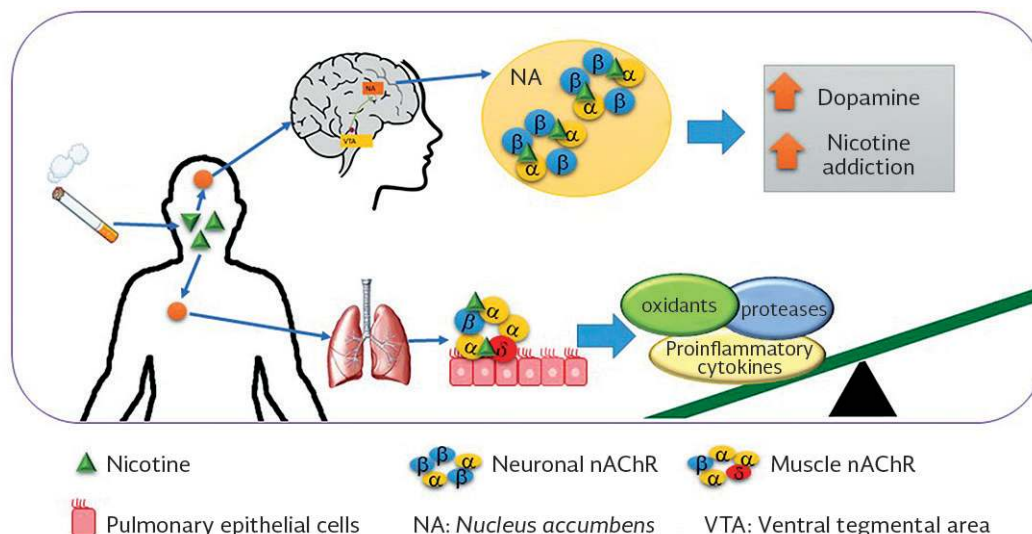 NA
VTA
NA
β
β
α
β
α
β
β
α
β
α
Dopamine
Nicotine
addiction
α
α
β
α
α
δ
oxidants
proteases
Proinflammatory
cytokines
Nicotine
β
β
α
α
β
Neuronal nAChR
α
α
β
α
δ
Muscle nAChR
Pulmonary epithelial cells
NA: Nucleus accumbens
VTA: Ventral tegmental area